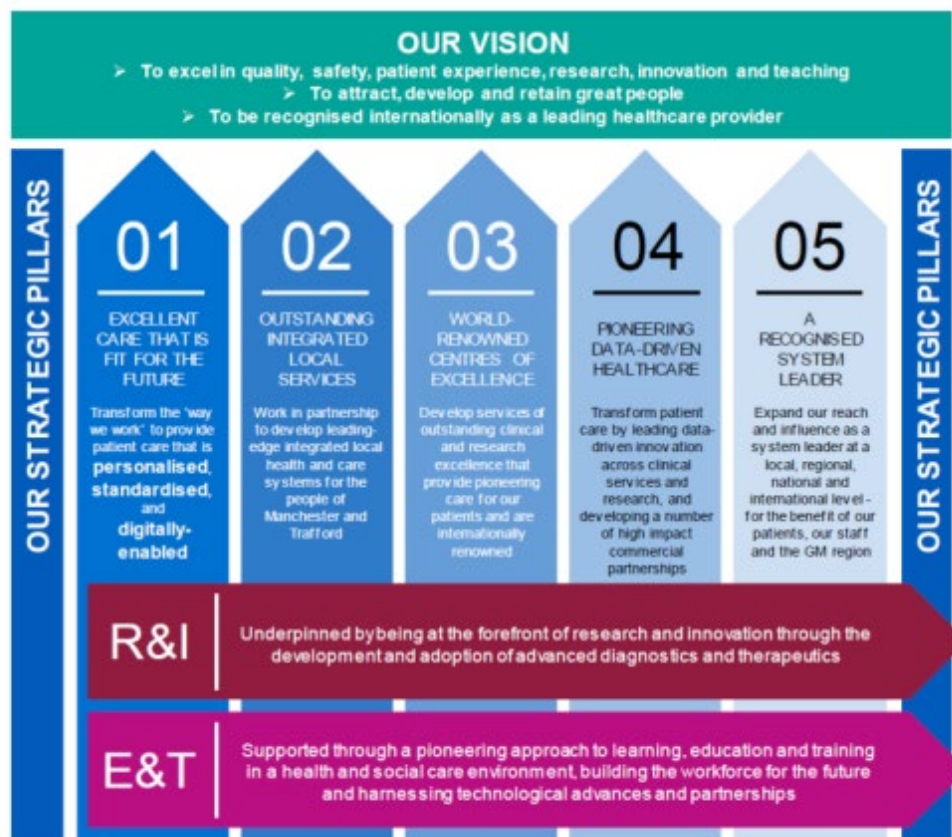 OUR VISION
➢ To excel in quality, safety, patient experience, research, innovation and teaching
➢ To attract, develop and retain great people
➢ To be recognised internationally as a leading healthcare provider
OUR STRATEGIC PILLARS
01
EXCELLENT
CARE THAT IS
FIT FOR THE
FUTURE
Transform the 'way
we work' to provide
patient care that is
personalised,
standardised,
and
digitally-
enabled
02
OUTSTANDING
INTEGRATED
LOCAL
SERVICES
Work in partnership
to develop leading-
edge integrated local
health and care
systems for the
people of
Manchester and
Trafford
03
WORLD-
RENOWNED
CENTRES OF
EXCELLENCE
Develop services of
outstanding clinical
and research
excellence that
provide pioneering
care for our
patients and are
internationally
renowned
04
PIONEERING
DATA-DRIVEN
HEALTHCARE
Transform patient
care by leading data-
driven innovation
across clinical
services and
research, and
developing a number
of high impact
commercial
partnerships
05
A
RECOGNISED
SYSTEM
LEADER
Expand our reach
and influence as a
system leader at a
local, regional,
national and
international level -
for the benefit of our
patients, our staff
and the GM region
OUR STRATEGIC PILLARS
R&I
Underpinned by being at the forefront of research and innovation through the
development and adoption of advanced diagnostics and therapeutics
E&T
Supported through a pioneering approach to learning, education and training
in a health and social care environment, building the workforce for the future
and harnessing technological advances and partnerships